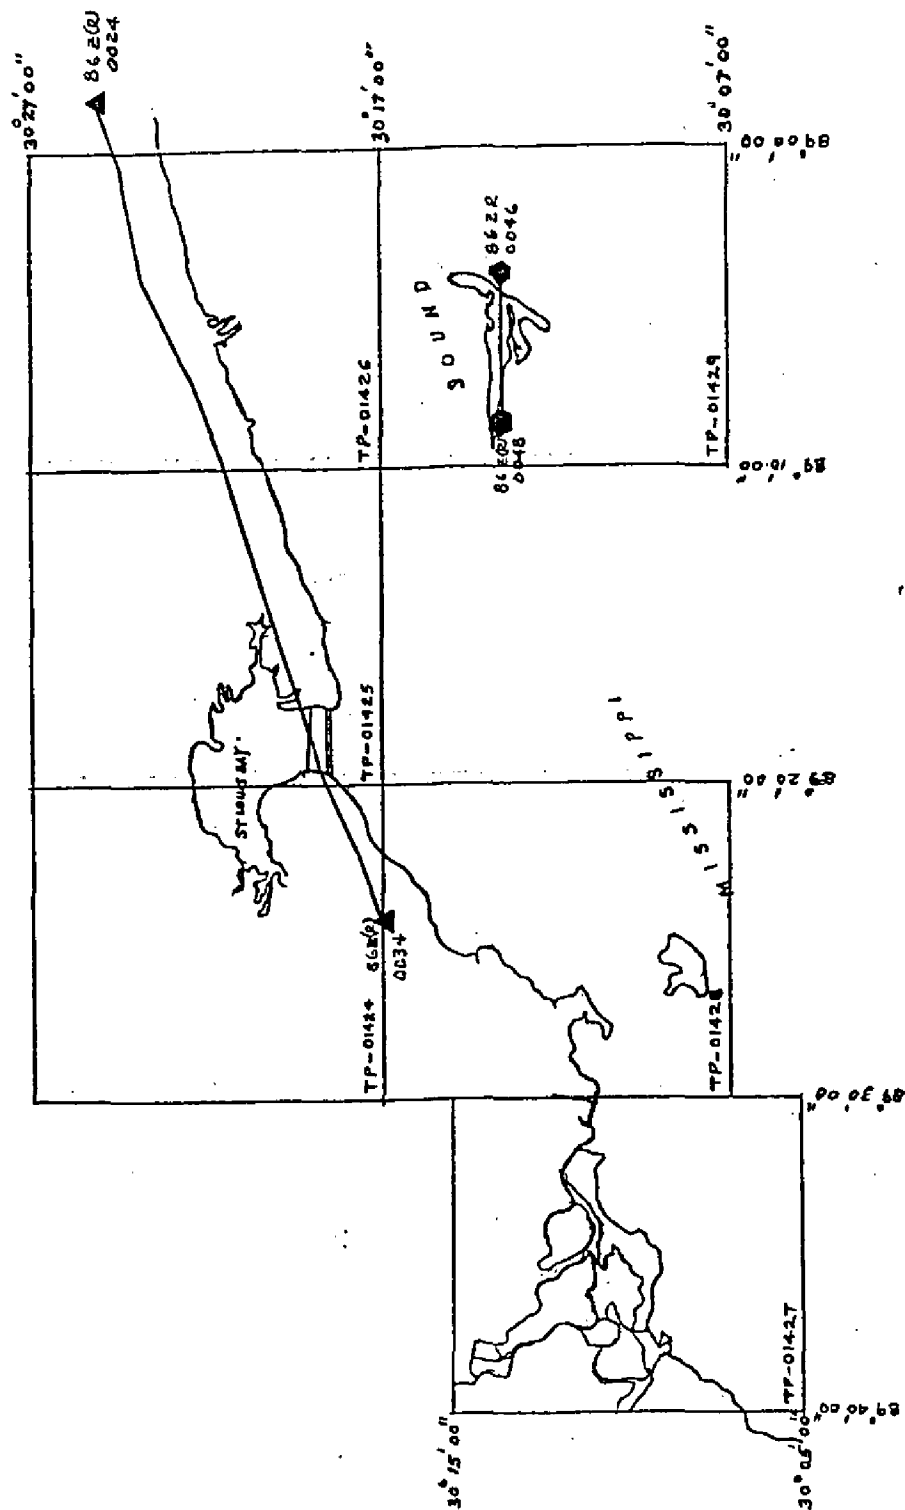 30°27'00"
86Z(R)
0024
30°17'00"
30°07'00"
89°08'00"
TP-01426
SOUND
86ZR
0046
86Z(R)
0048
TP-01429
89°10'00"
ST LOUIS BAY
TP-01425
89°20'00"
MISSISSIPPI
86Z(R)
0034
TP-01424
TP-01428
89°30'00"
TP-01427
89°40'00"
30°15'00"
30°05'00"